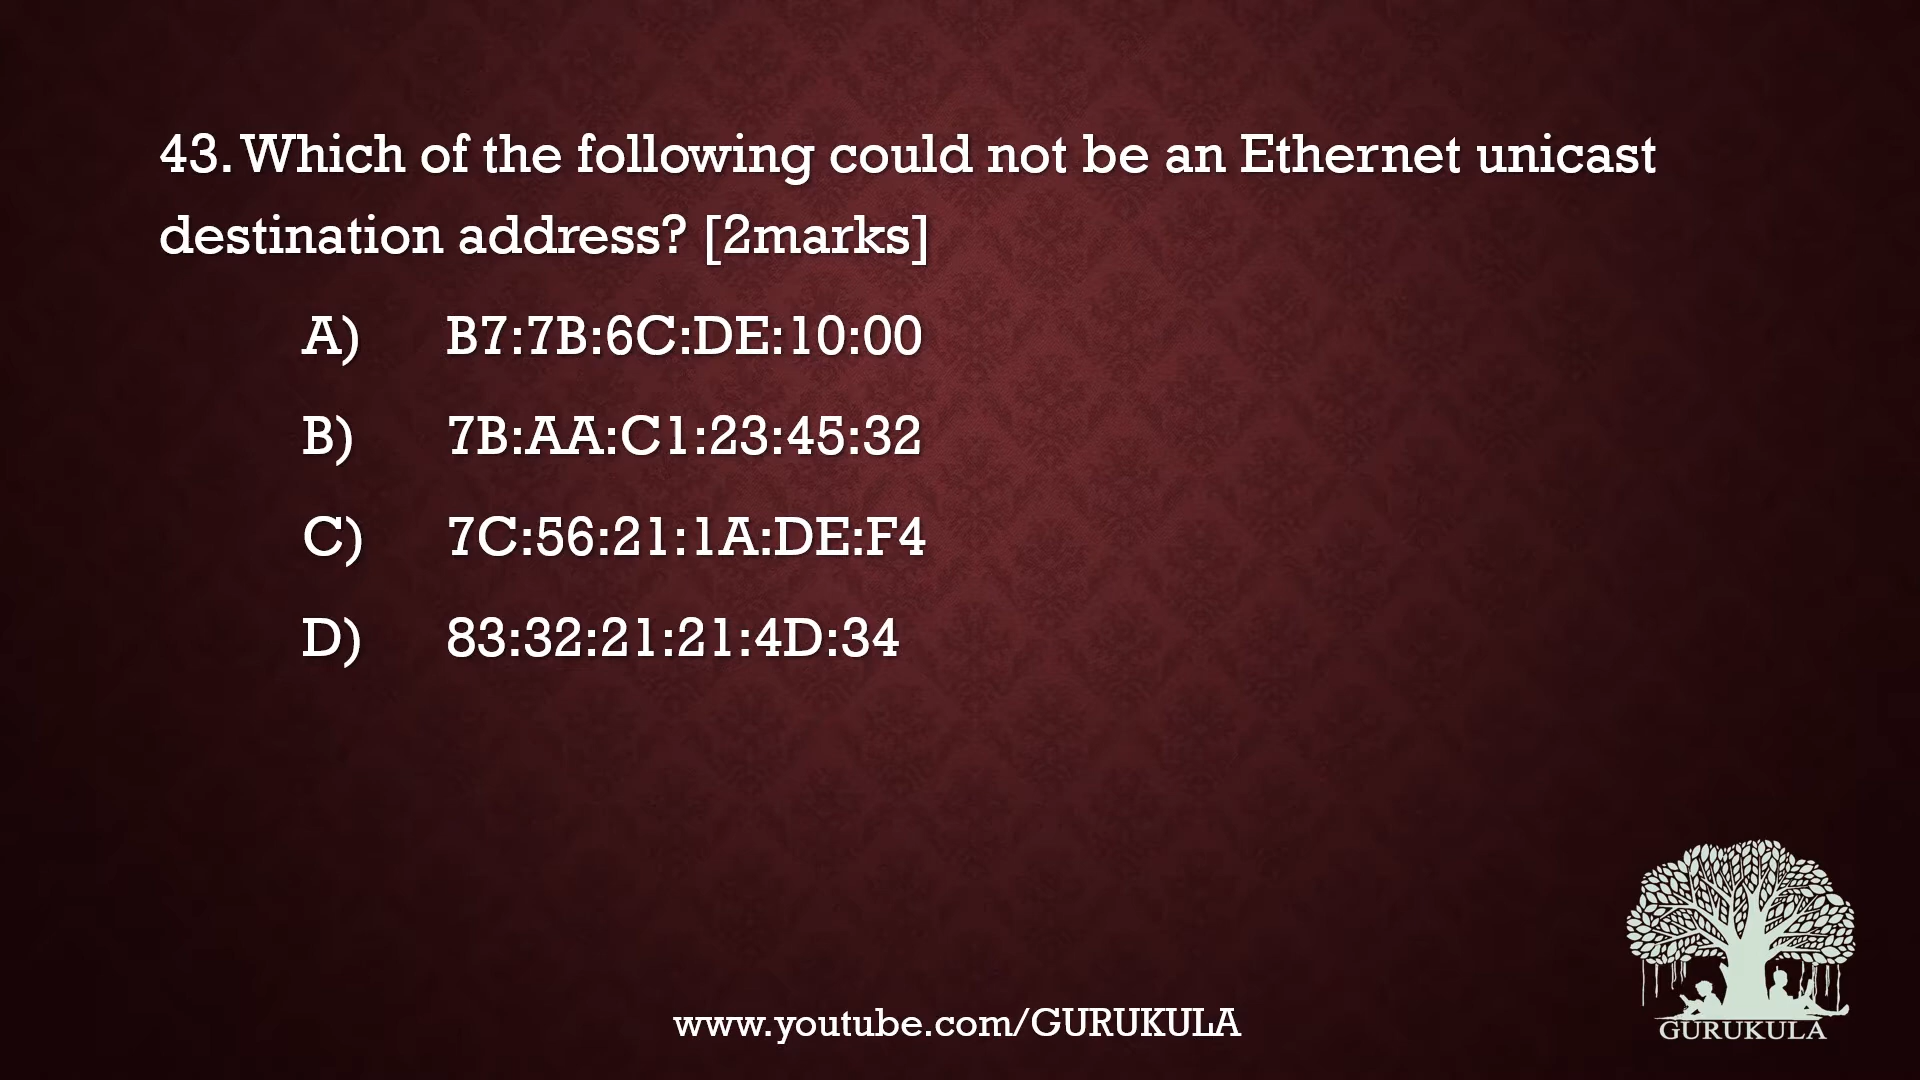 43. Which of the following could not be an Ethernet unicast
destination address? [2marks]
A) B7:7B:6C:DE:10:00
B) 7B:AA:C1:23:45:32
C) 7C:56:21:1A:DE:F4
D) 83:32:21:21:4D:34
www.youtube.com/GURUKULA
GURUKULA